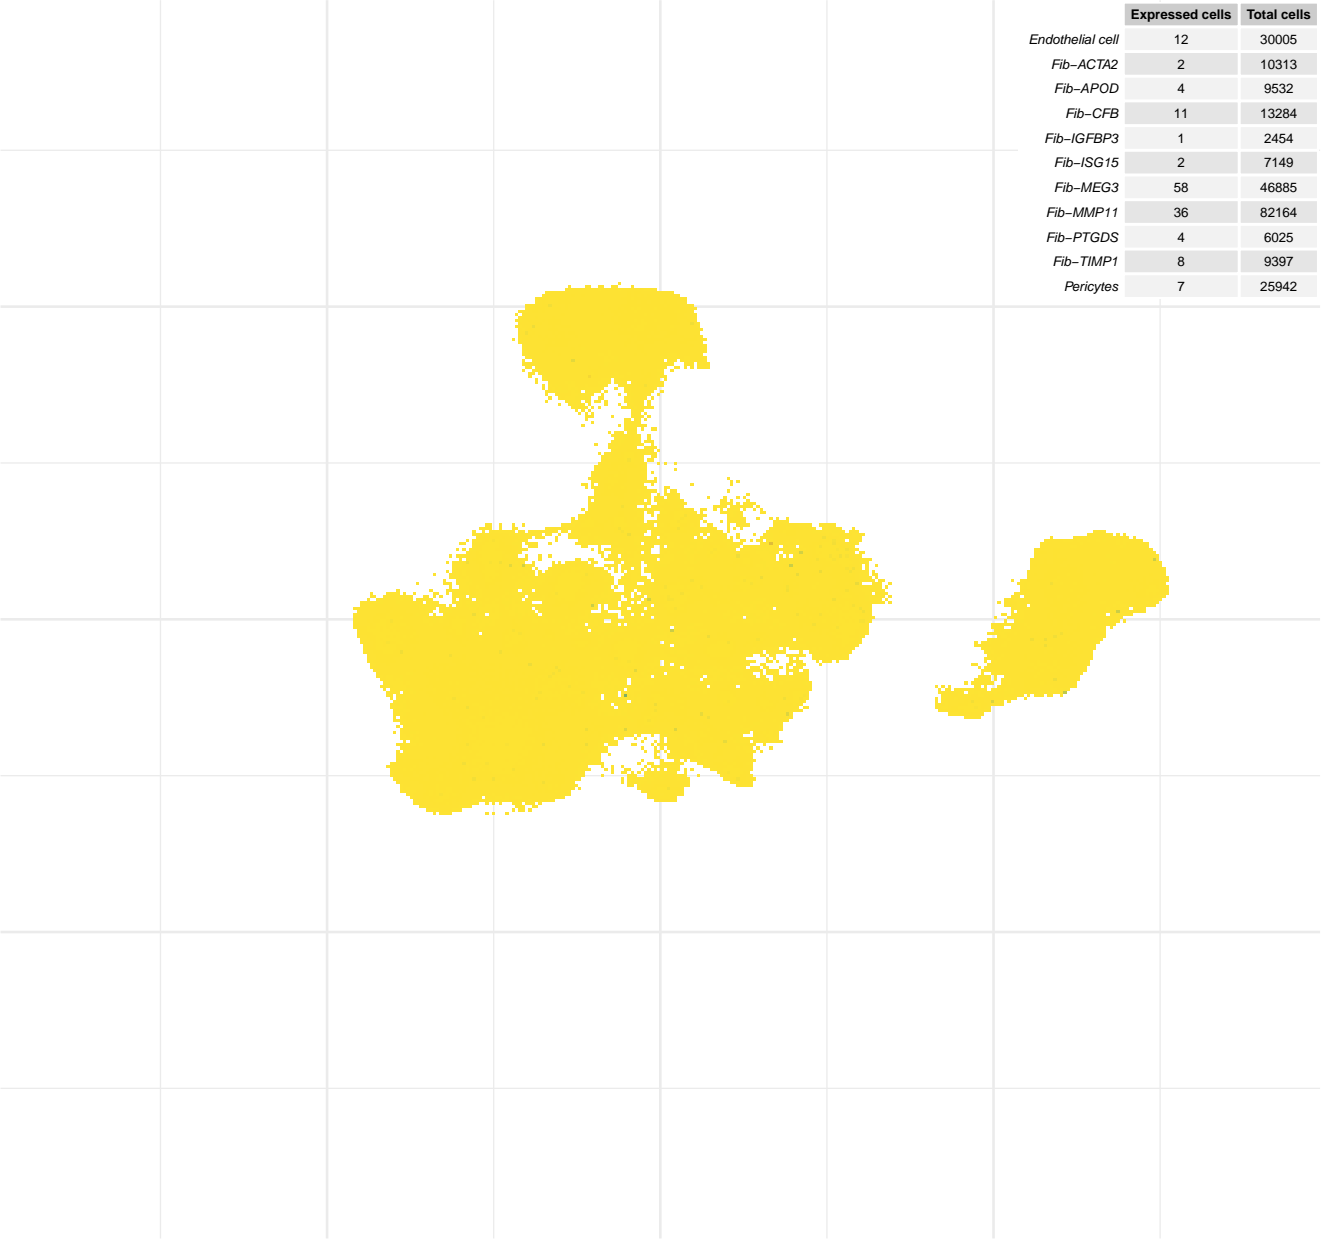 Expressed cells Total cells
Endothelial cell 12 30005
Fib−ACTA2 2 10313
Fib−APOD 4 9532
Fib−CFB 11 13284
Fib−IGFBP3 1 2454
Fib−ISG15 2 7149
Fib−MEG3 58 46885
Fib−MMP11 36 82164
Fib−PTGDS 4 6025
Fib−TIMP1 8 9397
Pericytes 7 25942